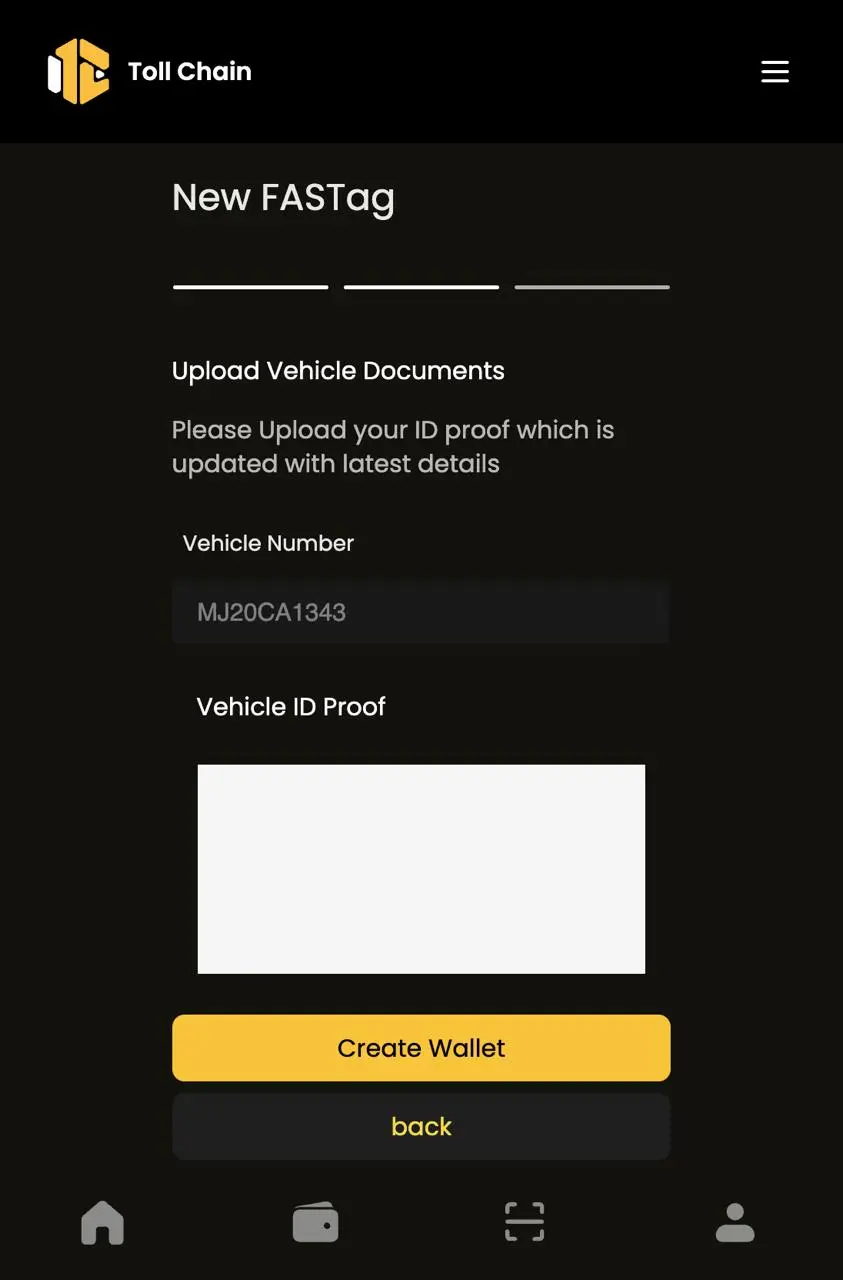 Toll Chain
New FASTag
Upload Vehicle Documents
Please Upload your ID proof which is
updated with latest details
Vehicle Number
MJ20CA1343
Vehicle ID Proof
Create Wallet
back